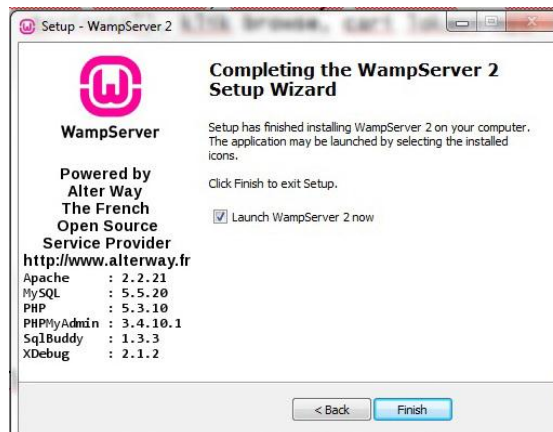 Setup - WampServer 2
klik browse, cari lok
WampServer
Powered by
Alter Way
The French
Open Source
Service Provider
http://www.alterway.fr
Apache : 2.2.21
MySQL : 5.5.20
PHP : 5.3.10
PHPMyAdmin : 3.4.10.1
SqlBuddy : 1.3.3
XDebug : 2.1.2
Completing the WampServer 2
Setup Wizard
Setup has finished installing WampServer 2 on your computer.
The application may be launched by selecting the installed
icons.
Click Finish to exit Setup.
Launch WampServer 2 now
< Back
Finish